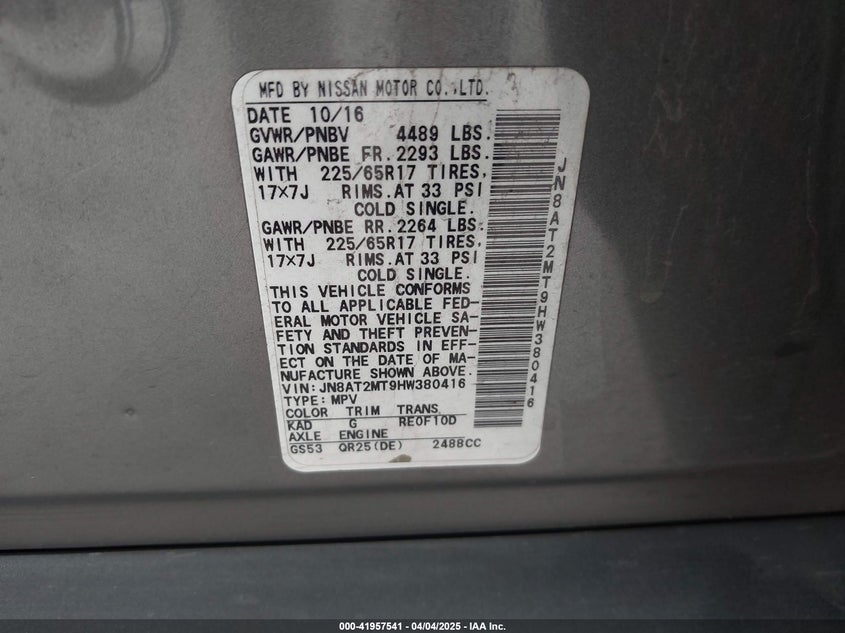 MFD BY NISSAN MOTOR CO.,LTD.
DATE 10/16
GVWR/PNBV 4489 LBS.
GAWR/PNBE FR. 2293 LBS.
WITH 225/65R17 TIRES,
17×7J RIMS. AT 33 PSI
COLD SINGLE.
GAWR/PNBE RR. 2264 LBS.
WITH 225/65R17 TIRES,
17×7J RIMS. AT 33 PSI
COLD SINGLE.
THIS VEHICLE CONFORMS
TO ALL APPLICABLE FED-
ERAL MOTOR VEHICLE SA-
FETY AND THEFT PREVEN-
TION STANDARDS IN EFF-
ECT ON THE DATE OF MA-
NUFACTURE SHOWN ABOVE.
VIN: JN8AT2MT9HW380416
TYPE: MPV
COLOR TRIM TRANS
KAD G RE0F10D
AXLE ENGINE
GS53 QR25(DE) 2488CC
JN8AT2MT9HW380416
000-41957541 | 04/04/2025 - IAA Inc.